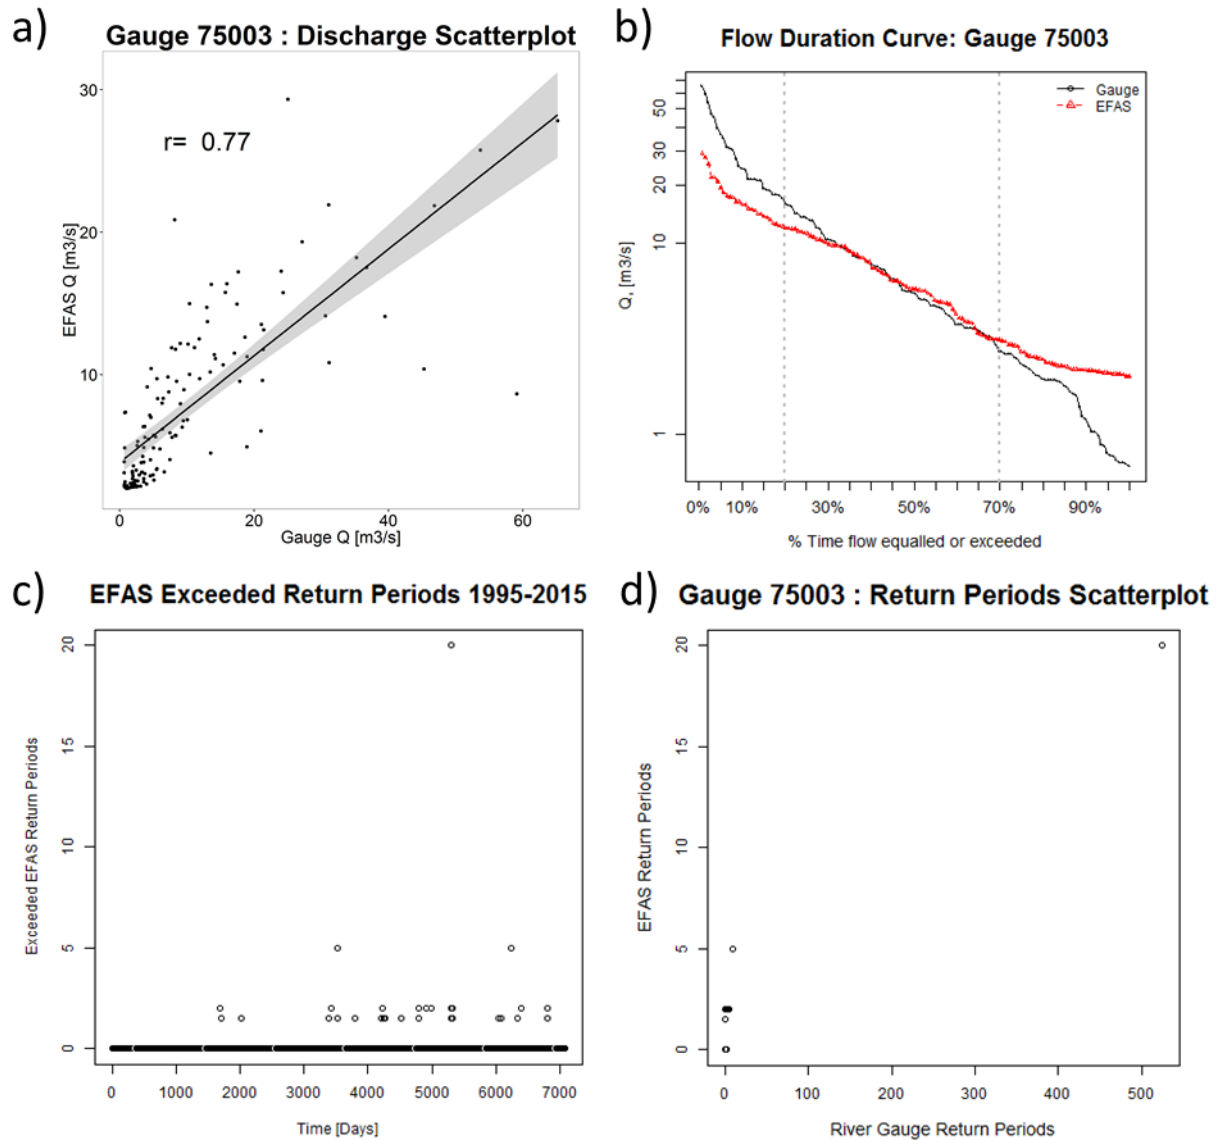 a)
Gauge 75003 : Discharge Scatterplot
r= 0.77
EFAS Q [m3/s]
30
20
10
0
20
40
60
Gauge Q [m3/s]
b)
Flow Duration Curve: Gauge 75003
Gauge
EFAS
Q, [m3/s]
50
30
20
10
1
0%
10%
30%
50%
70%
90%
% Time flow equalled or exceeded
c)
EFAS Exceeded Return Periods 1995-2015
Exceeded EFAS Return Periods
20
15
10
5
0
0
1000
2000
3000
4000
5000
6000
7000
Time [Days]
d)
Gauge 75003 : Return Periods Scatterplot
EFAS Return Periods
20
15
10
5
0
0
100
200
300
400
500
River Gauge Return Periods